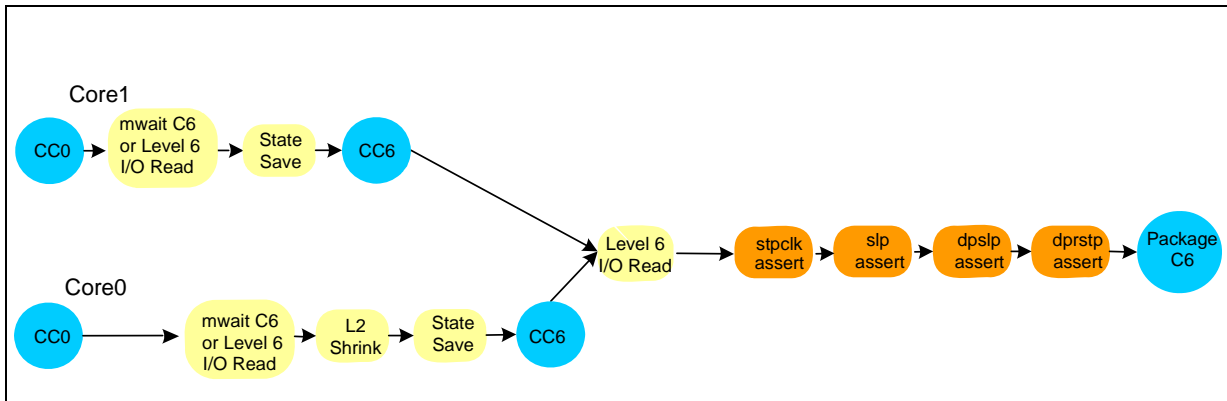 Core1
CC0
mwait C6
or Level 6
I/O Read
State
Save
CC6
Level 6
I/O Read
stpclk
assert
slp
assert
dpslp
assert
dprstp
assert
Package
C6
Core0
CC0
mwait C6
or Level 6
I/O Read
L2
Shrink
State
Save
CC6